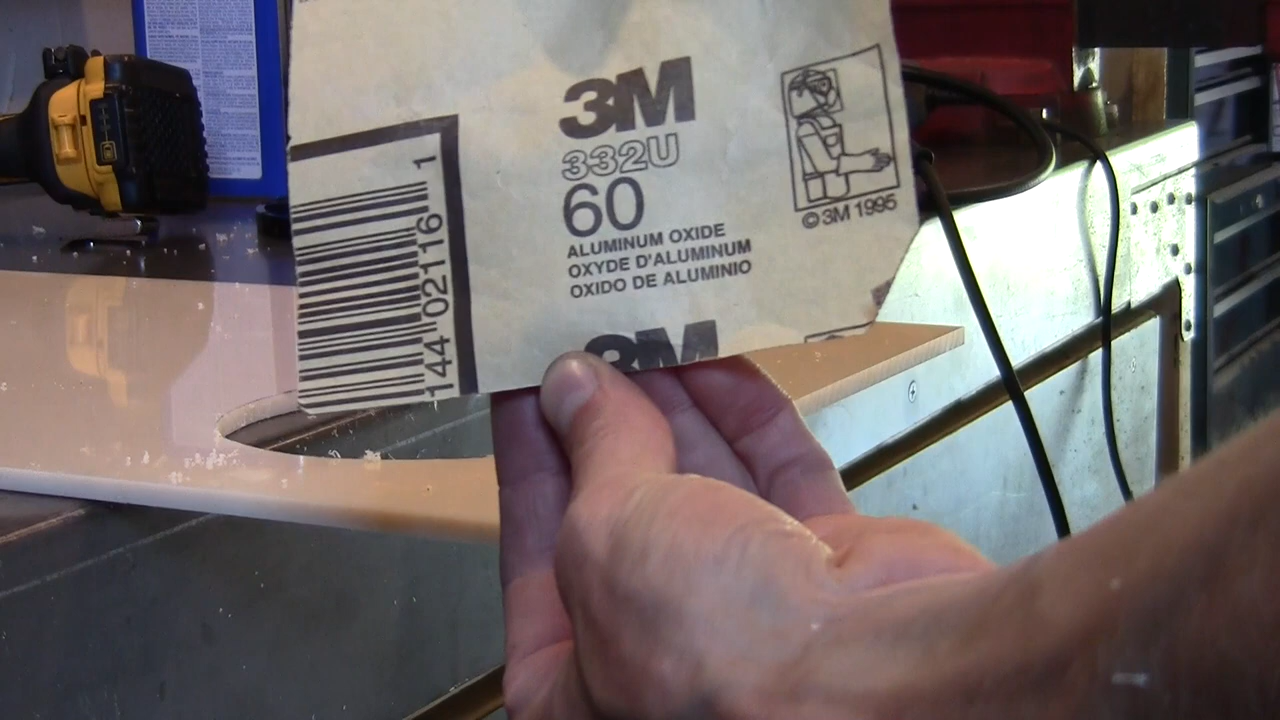 3M
332U
60
ALUMINUM OXIDE
OXYDE D'ALUMINUM
OXIDO DE ALUMINIO
©3M 1995
144 02116 1
3M